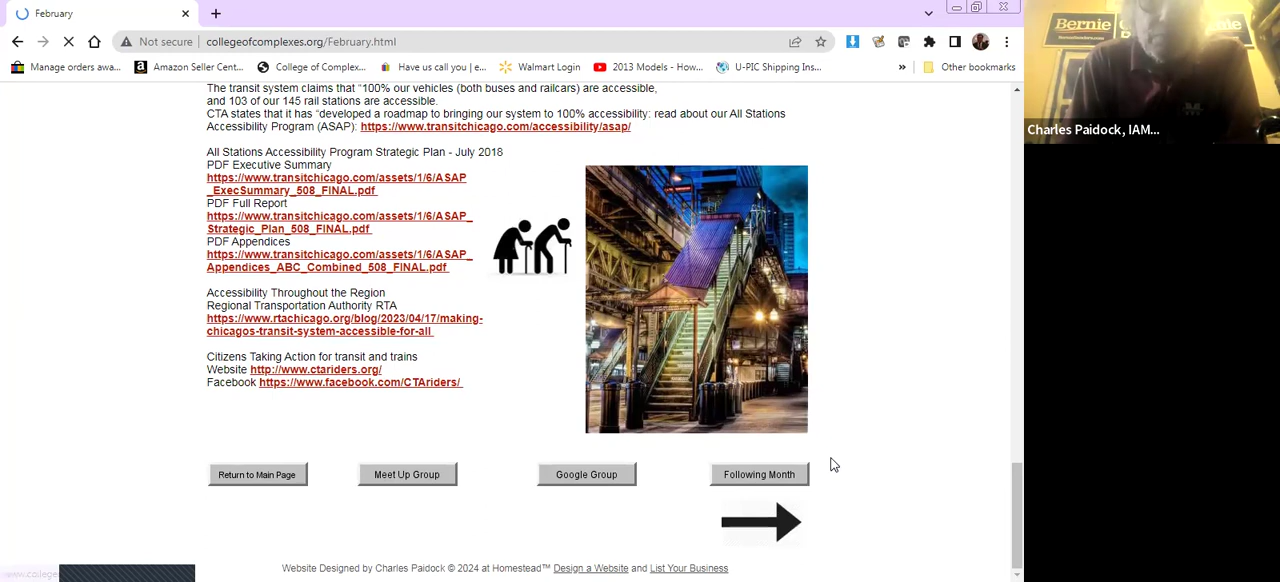 February
Not secure | collegeofcomplexes.org/February.html
Manage orders awa... Amazon Seller Cent... College of Complex... Have us call you | e... Walmart Login 2013 Models - How... U-PIC Shipping Ins... » Other bookmarks
Bernie
The transit system claims that "100% our vehicles (both buses and railcars) are accessible,
and 103 of our 145 rail stations are accessible.
CTA states that it has "developed a roadmap to bringing our system to 100% accessibility: read about our All Stations
Accessibility Program (ASAP): https://www.transitchicago.com/accessibility/asap/
Charles Paidock, IAM...
All Stations Accessibility Program Strategic Plan - July 2018
PDF Executive Summary
https://www.transitchicago.com/assets/1/6/ASAP
_ExecSummary_508_FINAL.pdf
PDF Full Report
https://www.transitchicago.com/assets/1/6/ASAP_
Strategic_Plan_508_FINAL.pdf
PDF Appendices
https://www.transitchicago.com/assets/1/6/ASAP_
Appendices_ABC_Combined_508_FINAL.pdf
Accessibility Throughout the Region
Regional Transportation Authority RTA
https://www.rtachicago.org/blog/2023/04/17/making-
chicagos-transit-system-accessible-for-all
Citizens Taking Action for transit and trains
Website http://www.ctariders.org/
Facebook https://www.facebook.com/CTAriders/
Return to Main Page Meet Up Group Google Group Following Month
Website Designed by Charles Paidock © 2024 at Homestead™ Design a Website and List Your Business